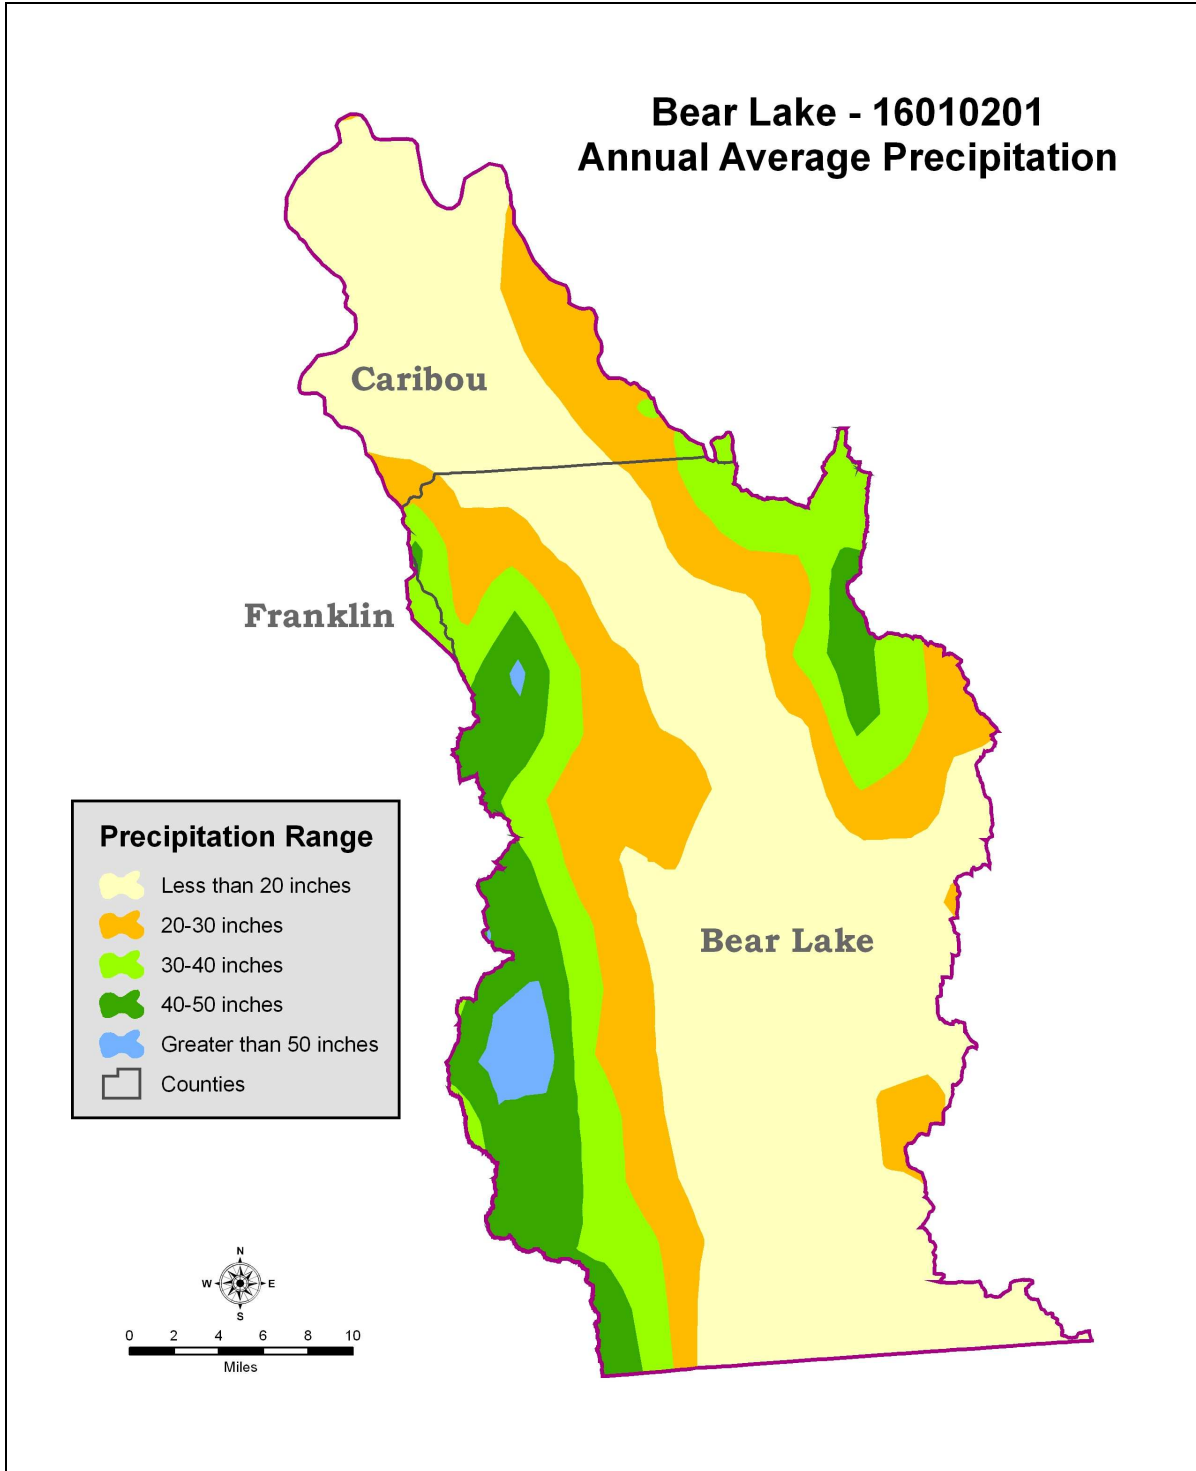 Bear Lake - 16010201
Annual Average Precipitation
Caribou
Franklin
Bear Lake
Precipitation Range
Less than 20 inches
20-30 inches
30-40 inches
40-50 inches
Greater than 50 inches
Counties
N
W E
S
0 2 4 6 8 10
Miles